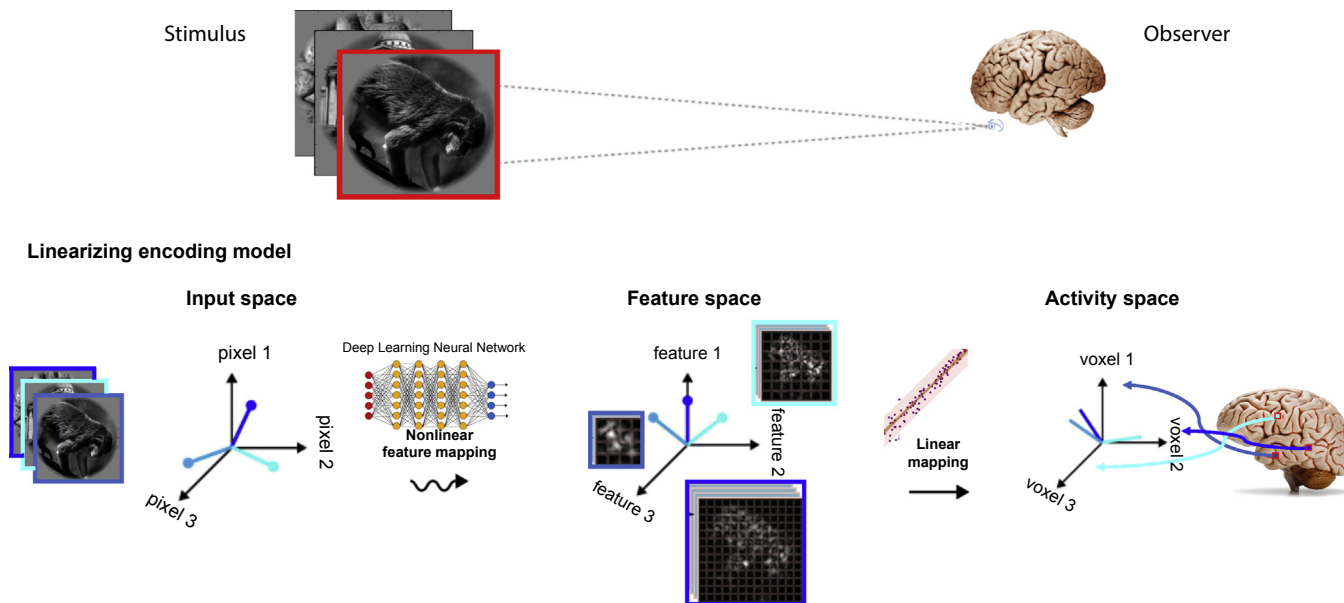 Stimulus
Observer
Linearizing encoding model
Input space
Feature space
Activity space
pixel 1
pixel 2
pixel 3
Deep Learning Neural Network
Nonlinear
feature mapping
feature 1
feature 2
feature 3
Linear
mapping
voxel 1
voxel 2
voxel 3